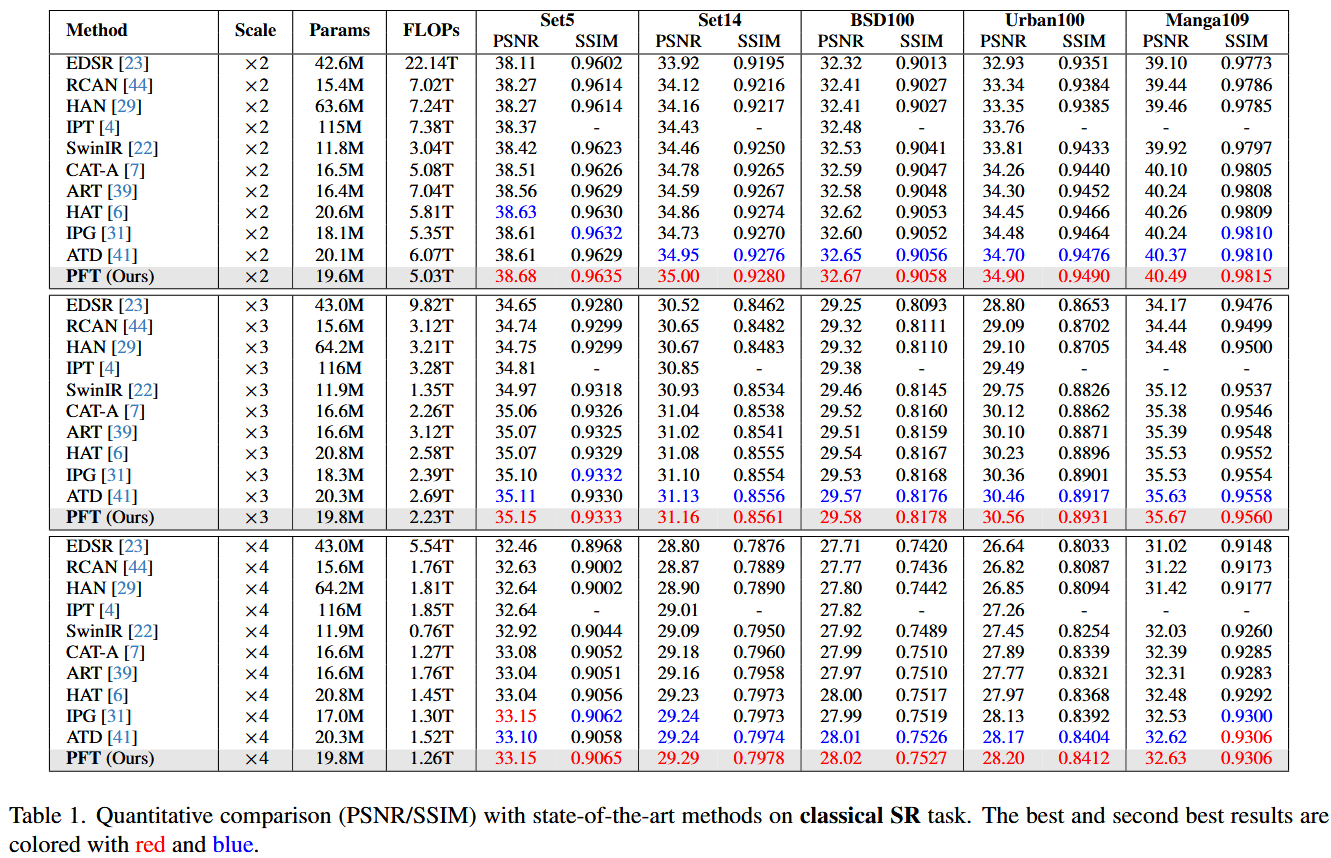 Method Scale Params FLOPs Set5 Set14 BSD100 Urban100 Manga109
PSNR SSIM PSNR SSIM PSNR SSIM PSNR SSIM PSNR SSIM
EDSR [23] ×2 42.6M 22.14T 38.11 0.9602 33.92 0.9195 32.32 0.9013 32.93 0.9351 39.10 0.9773
RCAN [44] ×2 15.4M 7.02T 38.27 0.9614 34.12 0.9216 32.41 0.9027 33.34 0.9384 39.44 0.9786
HAN [29] ×2 63.6M 7.24T 38.27 0.9614 34.16 0.9217 32.41 0.9027 33.35 0.9385 39.46 0.9785
IPT [4] ×2 115M 7.38T 38.37 - 34.43 - 32.48 - 33.76 - - -
SwinIR [22] ×2 11.8M 3.04T 38.42 0.9623 34.46 0.9250 32.53 0.9041 33.81 0.9433 39.92 0.9797
CAT-A [7] ×2 16.5M 5.08T 38.51 0.9626 34.78 0.9265 32.59 0.9047 34.26 0.9440 40.10 0.9805
ART [39] ×2 16.4M 7.04T 38.56 0.9629 34.59 0.9267 32.58 0.9048 34.30 0.9452 40.24 0.9808
HAT [6] ×2 20.6M 5.81T 38.63 0.9630 34.86 0.9274 32.62 0.9053 34.45 0.9466 40.26 0.9809
IPG [31] ×2 18.1M 5.35T 38.61 0.9632 34.73 0.9270 32.60 0.9052 34.48 0.9464 40.24 0.9810
ATD [41] ×2 20.1M 6.07T 38.61 0.9629 34.95 0.9276 32.65 0.9056 34.70 0.9476 40.37 0.9810
PFT (Ours) ×2 19.6M 5.03T 38.68 0.9635 35.00 0.9280 32.67 0.9058 34.90 0.9490 40.49 0.9815
EDSR [23] ×3 43.0M 9.82T 34.65 0.9280 30.52 0.8462 29.25 0.8093 28.80 0.8653 34.17 0.9476
RCAN [44] ×3 15.6M 3.12T 34.74 0.9299 30.65 0.8482 29.32 0.8111 29.09 0.8702 34.44 0.9499
HAN [29] ×3 64.2M 3.21T 34.75 0.9299 30.67 0.8483 29.32 0.8110 29.10 0.8705 34.48 0.9500
IPT [4] ×3 116M 3.28T 34.81 - 30.85 - 29.38 - 29.49 - - -
SwinIR [22] ×3 11.9M 1.35T 34.97 0.9318 30.93 0.8534 29.46 0.8145 29.75 0.8826 35.12 0.9537
CAT-A [7] ×3 16.6M 2.26T 35.06 0.9326 31.04 0.8538 29.52 0.8160 30.12 0.8862 35.38 0.9546
ART [39] ×3 16.6M 3.12T 35.07 0.9325 31.02 0.8541 29.51 0.8159 30.10 0.8871 35.39 0.9548
HAT [6] ×3 20.8M 2.58T 35.07 0.9329 31.08 0.8555 29.54 0.8167 30.23 0.8896 35.53 0.9552
IPG [31] ×3 18.3M 2.39T 35.10 0.9332 31.10 0.8554 29.53 0.8168 30.36 0.8901 35.53 0.9554
ATD [41] ×3 20.3M 2.69T 35.11 0.9330 31.13 0.8556 29.57 0.8176 30.46 0.8917 35.63 0.9558
PFT (Ours) ×3 19.8M 2.23T 35.15 0.9333 31.16 0.8561 29.58 0.8178 30.56 0.8931 35.67 0.9560
EDSR [23] ×4 43.0M 5.54T 32.46 0.8968 28.80 0.7876 27.71 0.7420 26.64 0.8033 31.02 0.9148
RCAN [44] ×4 15.6M 1.76T 32.63 0.9002 28.87 0.7889 27.77 0.7436 26.82 0.8087 31.22 0.9173
HAN [29] ×4 64.2M 1.81T 32.64 0.9002 28.90 0.7890 27.80 0.7442 26.85 0.8094 31.42 0.9177
IPT [4] ×4 116M 1.85T 32.64 - 29.01 - 27.82 - 27.26 - - -
SwinIR [22] ×4 11.9M 0.76T 32.92 0.9044 29.09 0.7950 27.92 0.7489 27.45 0.8254 32.03 0.9260
CAT-A [7] ×4 16.6M 1.27T 33.08 0.9052 29.18 0.7960 27.99 0.7510 27.89 0.8339 32.39 0.9285
ART [39] ×4 16.6M 1.76T 33.04 0.9051 29.16 0.7958 27.97 0.7510 27.77 0.8321 32.31 0.9283
HAT [6] ×4 20.8M 1.45T 33.04 0.9056 29.23 0.7973 28.00 0.7517 27.97 0.8368 32.48 0.9292
IPG [31] ×4 17.0M 1.30T 33.15 0.9062 29.24 0.7973 27.99 0.7519 28.13 0.8392 32.53 0.9300
ATD [41] ×4 20.3M 1.52T 33.10 0.9058 29.24 0.7974 28.01 0.7526 28.17 0.8404 32.62 0.9306
PFT (Ours) ×4 19.8M 1.26T 33.15 0.9065 29.29 0.7978 28.02 0.7527 28.20 0.8412 32.63 0.9306
Table 1. Quantitative comparison (PSNR/SSIM) with state-of-the-art methods on classical SR task. The best and second best results are
colored with red and blue.